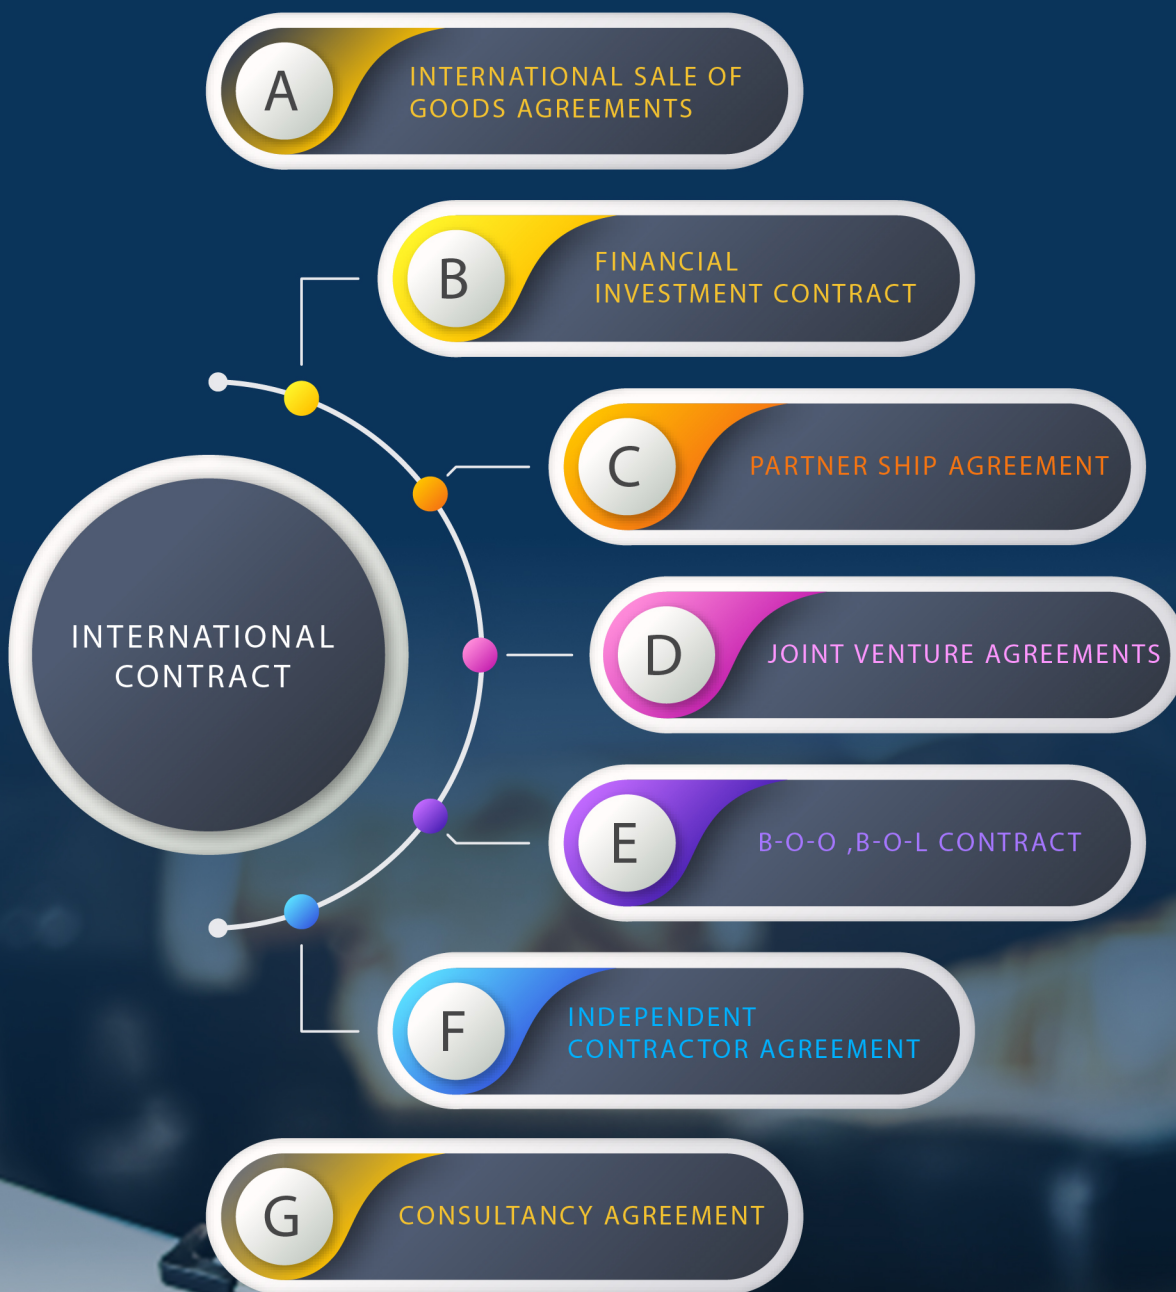 A
INTERNATIONAL SALE OF
GOODS AGREEMENTS
B
FINANCIAL
INVESTMENT CONTRACT
C
PARTNER SHIP AGREEMENT
INTERNATIONAL
CONTRACT
D
JOINT VENTURE AGREEMENTS
E
B-O-O ,B-O-L CONTRACT
F
INDEPENDENT
CONTRACTOR AGREEMENT
G
CONSULTANCY AGREEMENT